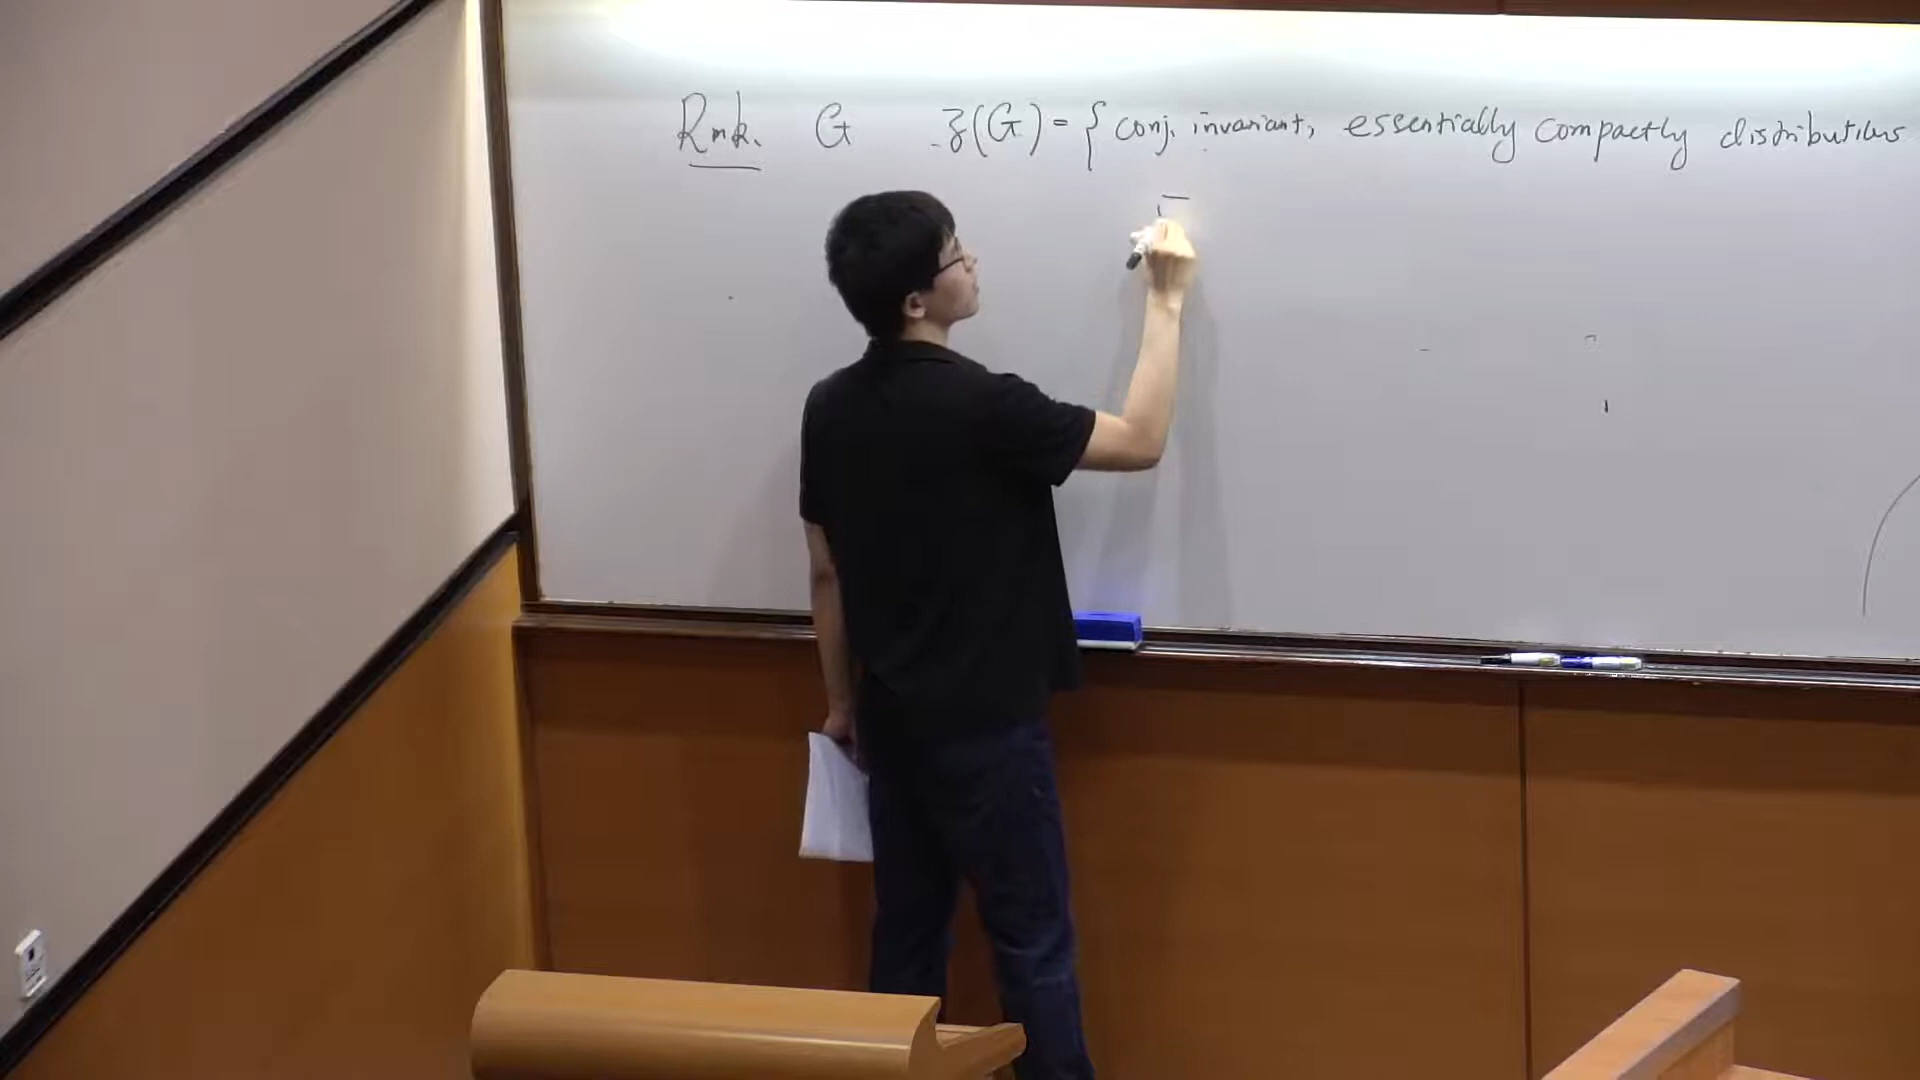 Rmk. G 𝔷(G) = { conj. invariant, essentially compactly distributions